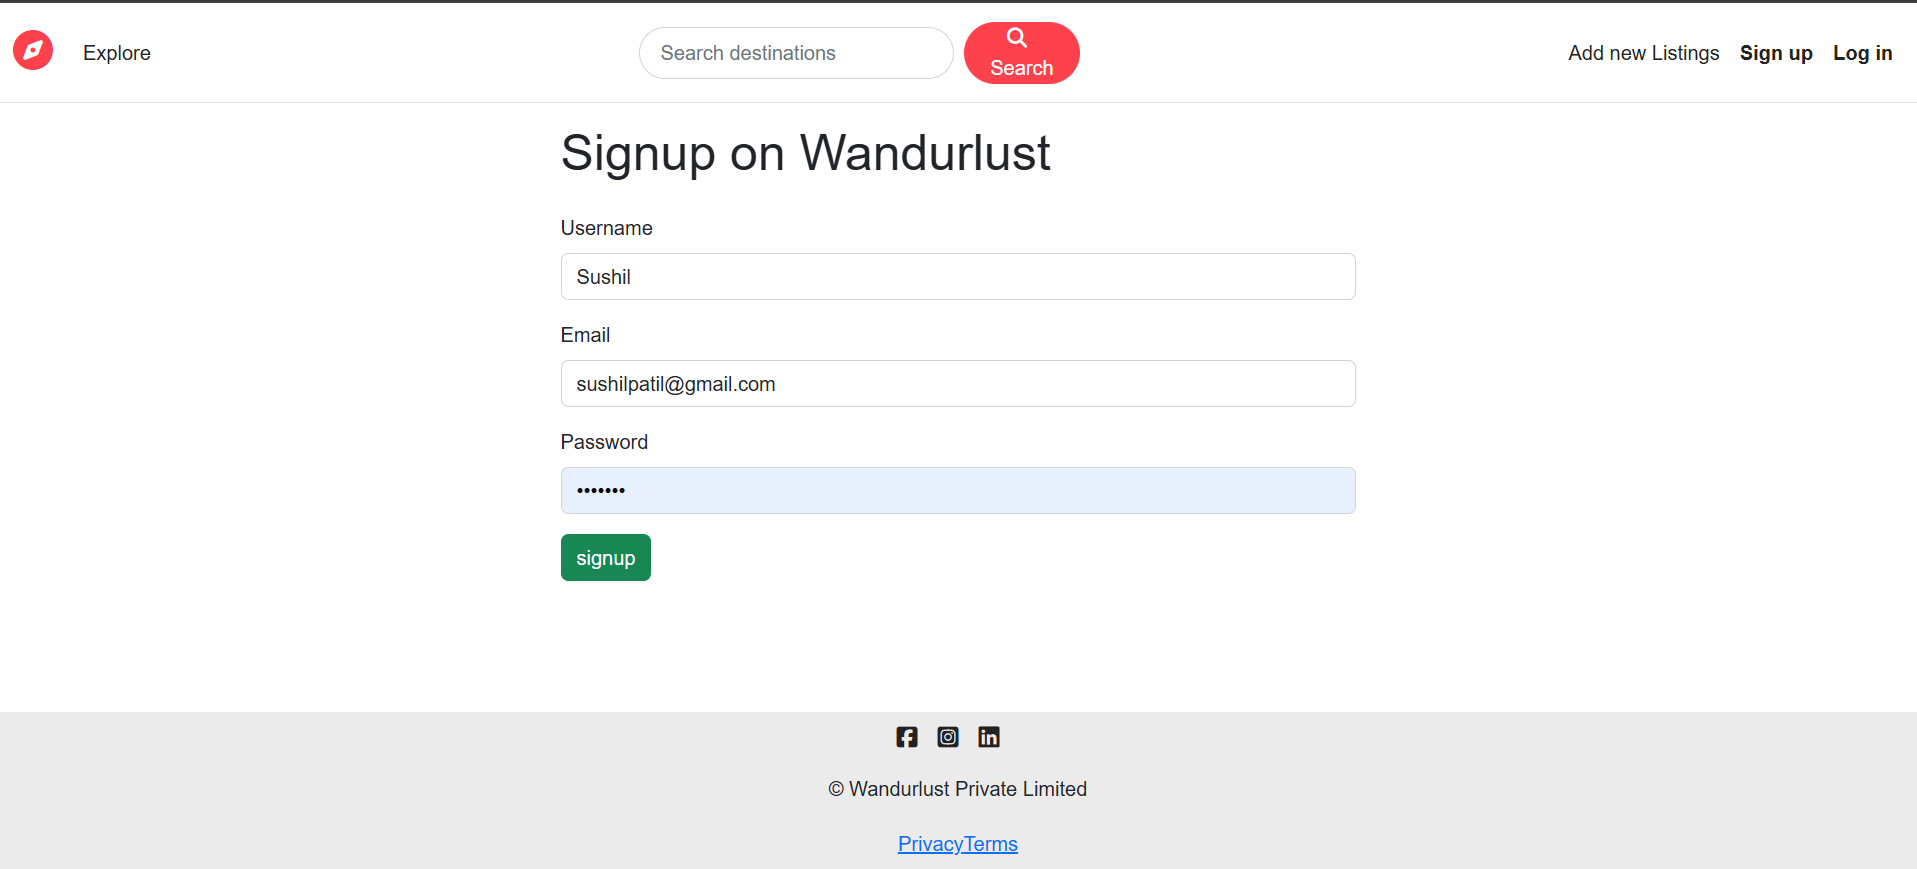 Explore
Search destinations
Search
Add new Listings Sign up Log in
Signup on Wandurlust
Username
Sushil
Email
sushilpatil@gmail.com
Password
•••••••
signup
© Wandurlust Private Limited
PrivacyTerms